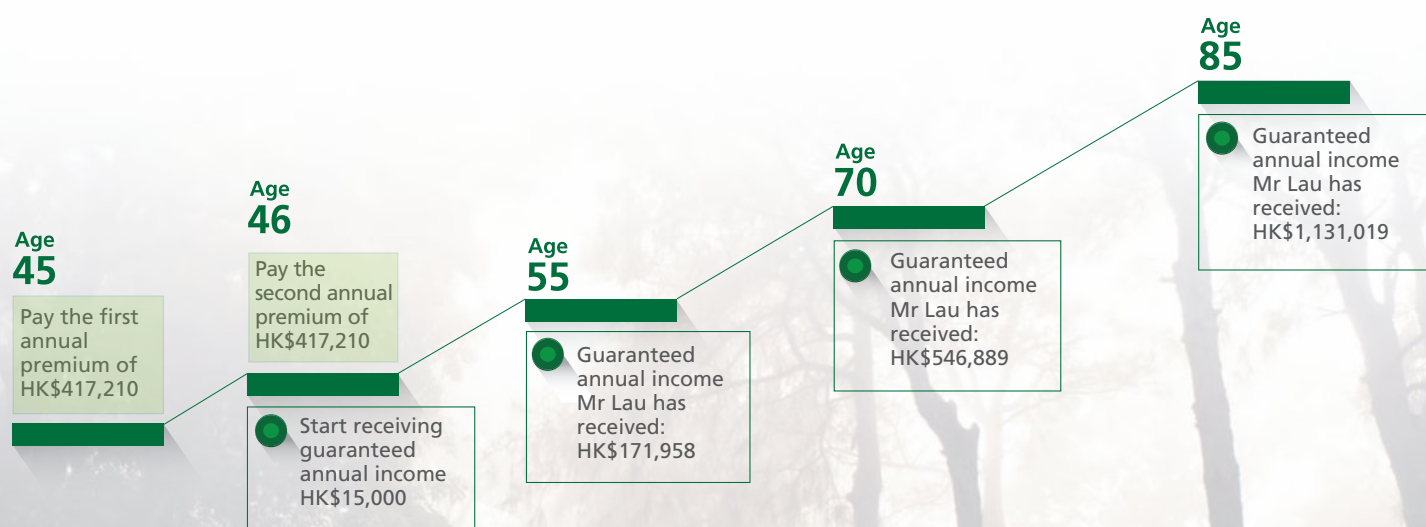 Age
45
Pay the first
annual
premium of
HK$417,210
Age
46
Pay the
second annual
premium of
HK$417,210
Start receiving
guaranteed
annual income
HK$15,000
Age
55
Guaranteed
annual income
Mr Lau has
received:
HK$171,958
Age
70
Guaranteed
annual income
Mr Lau has
received:
HK$546,889
Age
85
Guaranteed
annual income
Mr Lau has
received:
HK$1,131,019